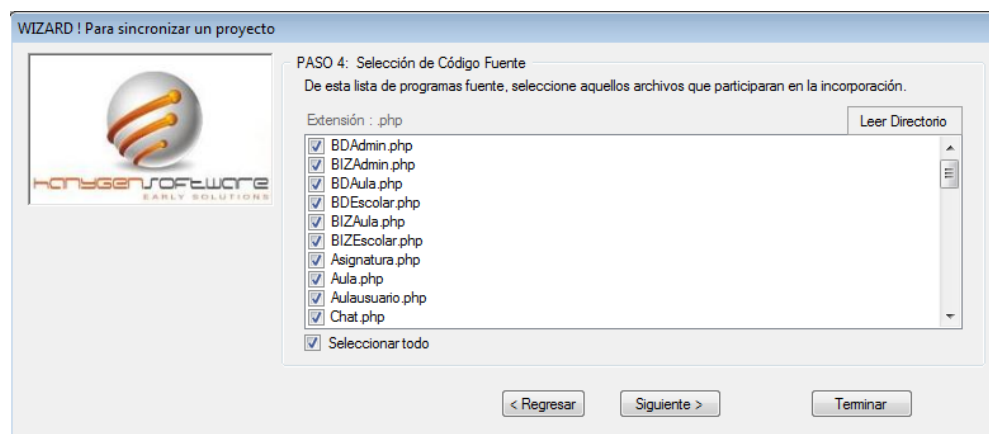 WIZARD ! Para sincronizar un proyecto
PASO 4: Selección de Código Fuente
De esta lista de programas fuente, seleccione aquellos archivos que participaran en la incorporación.
Extensión : .php
Leer Directorio
BDAdmin.php
BIZAdmin.php
BDAula.php
BDEscolar.php
BIZAula.php
BIZEscolar.php
Asignatura.php
Aula.php
Aulausuario.php
Chat.php
Seleccionar todo
HANYGEN SOFTWARE
EARLY SOLUTIONS
< Regresar
Siguiente >
Terminar